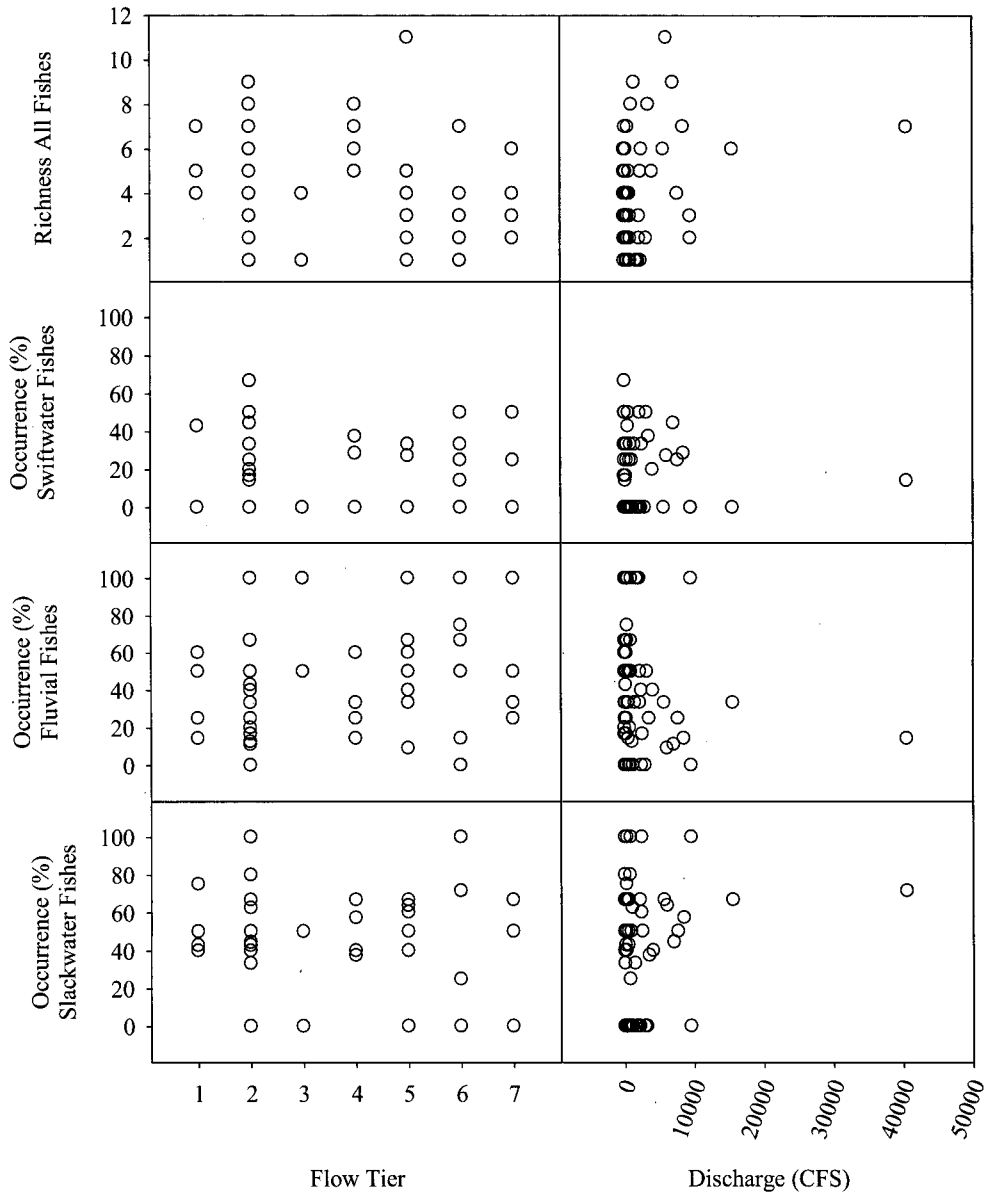 Richness All Fishes
12
10
8
6
4
2
Occurrence (%)
Swiftwater Fishes
100
80
60
40
20
0
Occurrence (%)
Fluvial Fishes
100
80
60
40
20
0
Occurrence (%)
Slackwater Fishes
100
80
60
40
20
0
1 2 3 4 5 6 7
0 10000 20000 30000 40000 50000
Flow Tier
Discharge (CFS)